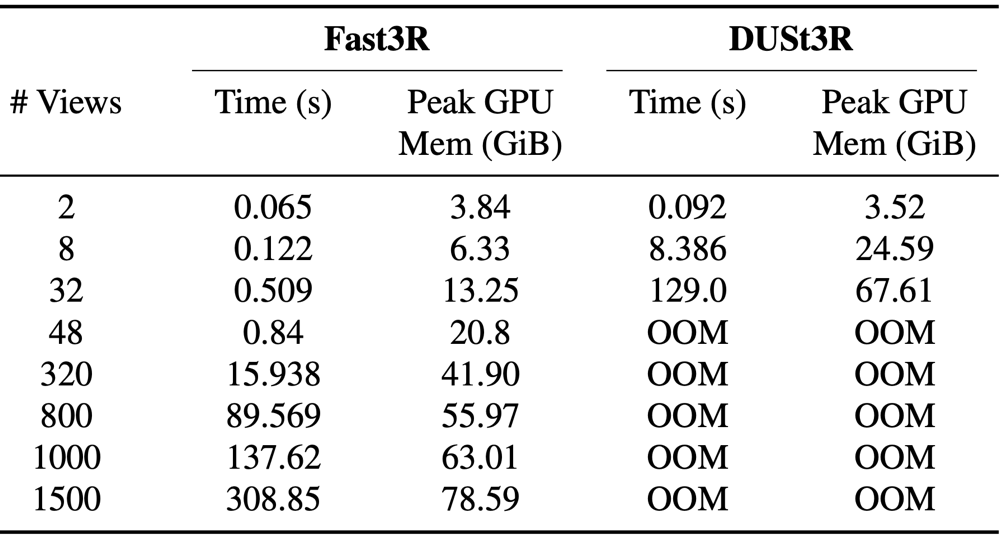 Fast3R DUSt3R
# Views Time (s) Peak GPU Mem (GiB) Time (s) Peak GPU Mem (GiB)
2 0.065 3.84 0.092 3.52
8 0.122 6.33 8.386 24.59
32 0.509 13.25 129.0 67.61
48 0.84 20.8 OOM OOM
320 15.938 41.90 OOM OOM
800 89.569 55.97 OOM OOM
1000 137.62 63.01 OOM OOM
1500 308.85 78.59 OOM OOM